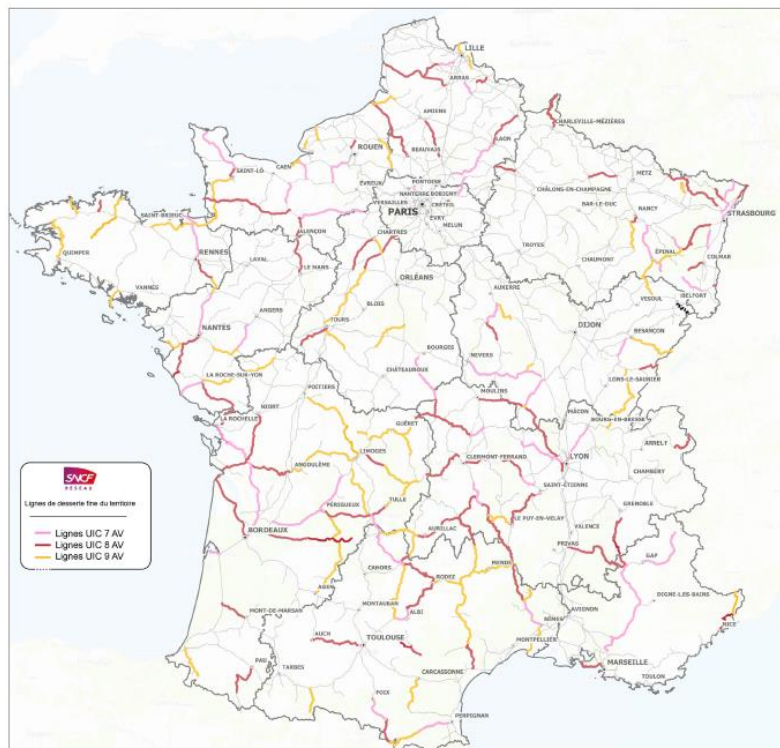 LILLE
ARRAS
AMIENS
CHARLEVILLE-MÉZIÈRES
LAON
ROUEN
BEAUVAIS
SAINT-LÔ
CAEN
ÉVREUX
PONTOISE
NANTERRE BOBIGNY
VERSAILLES
PARIS
CRÉTEIL
ÉVRY
MELUN
METZ
CHÂLONS-EN-CHAMPAGNE
BAR-LE-DUC
NANCY
STRASBOURG
SAINT-BRIEUC
ALENÇON
CHARTRES
QUIMPER
RENNES
LAVAL
LE MANS
TROYES
CHAUMONT
ÉPINAL
COLMAR
VANNES
ORLÉANS
AUXERRE
VESOUL
BELFORT
ANGERS
BLOIS
TOURS
DIJON
BESANÇON
NANTES
BOURGES
NEVERS
LA ROCHE-SUR-YON
CHÂTEAUROUX
POITIERS
MOULINS
LONS-LE-SAUNIER
NIORT
MÂCON
LA ROCHELLE
GUÉRET
BOURG-EN-BRESSE
ANNECY
LIMOGES
CLERMONT-FERRAND
LYON
ANGOULÊME
CHAMBÉRY
SAINT-ÉTIENNE
TULLE
PÉRIGUEUX
GRENOBLE
LE PUY-EN-VELAY
VALENCE
BORDEAUX
AURILLAC
PRIVAS
GAP
CAHORS
MENDE
RODEZ
AGEN
MONTAUBAN
DIGNE-LES-BAINS
MONT-DE-MARSAN
ALBI
AVIGNON
NÎMES
NICE
AUCH
TOULOUSE
MONTPELLIER
PAU
TARBES
CARCASSONNE
MARSEILLE
TOULON
FOIX
PERPIGNAN
SNCF
RÉSEAU
Lignes de desserte fine du territoire
Lignes UIC 7 AV
Lignes UIC 8 AV
Lignes UIC 9 AV